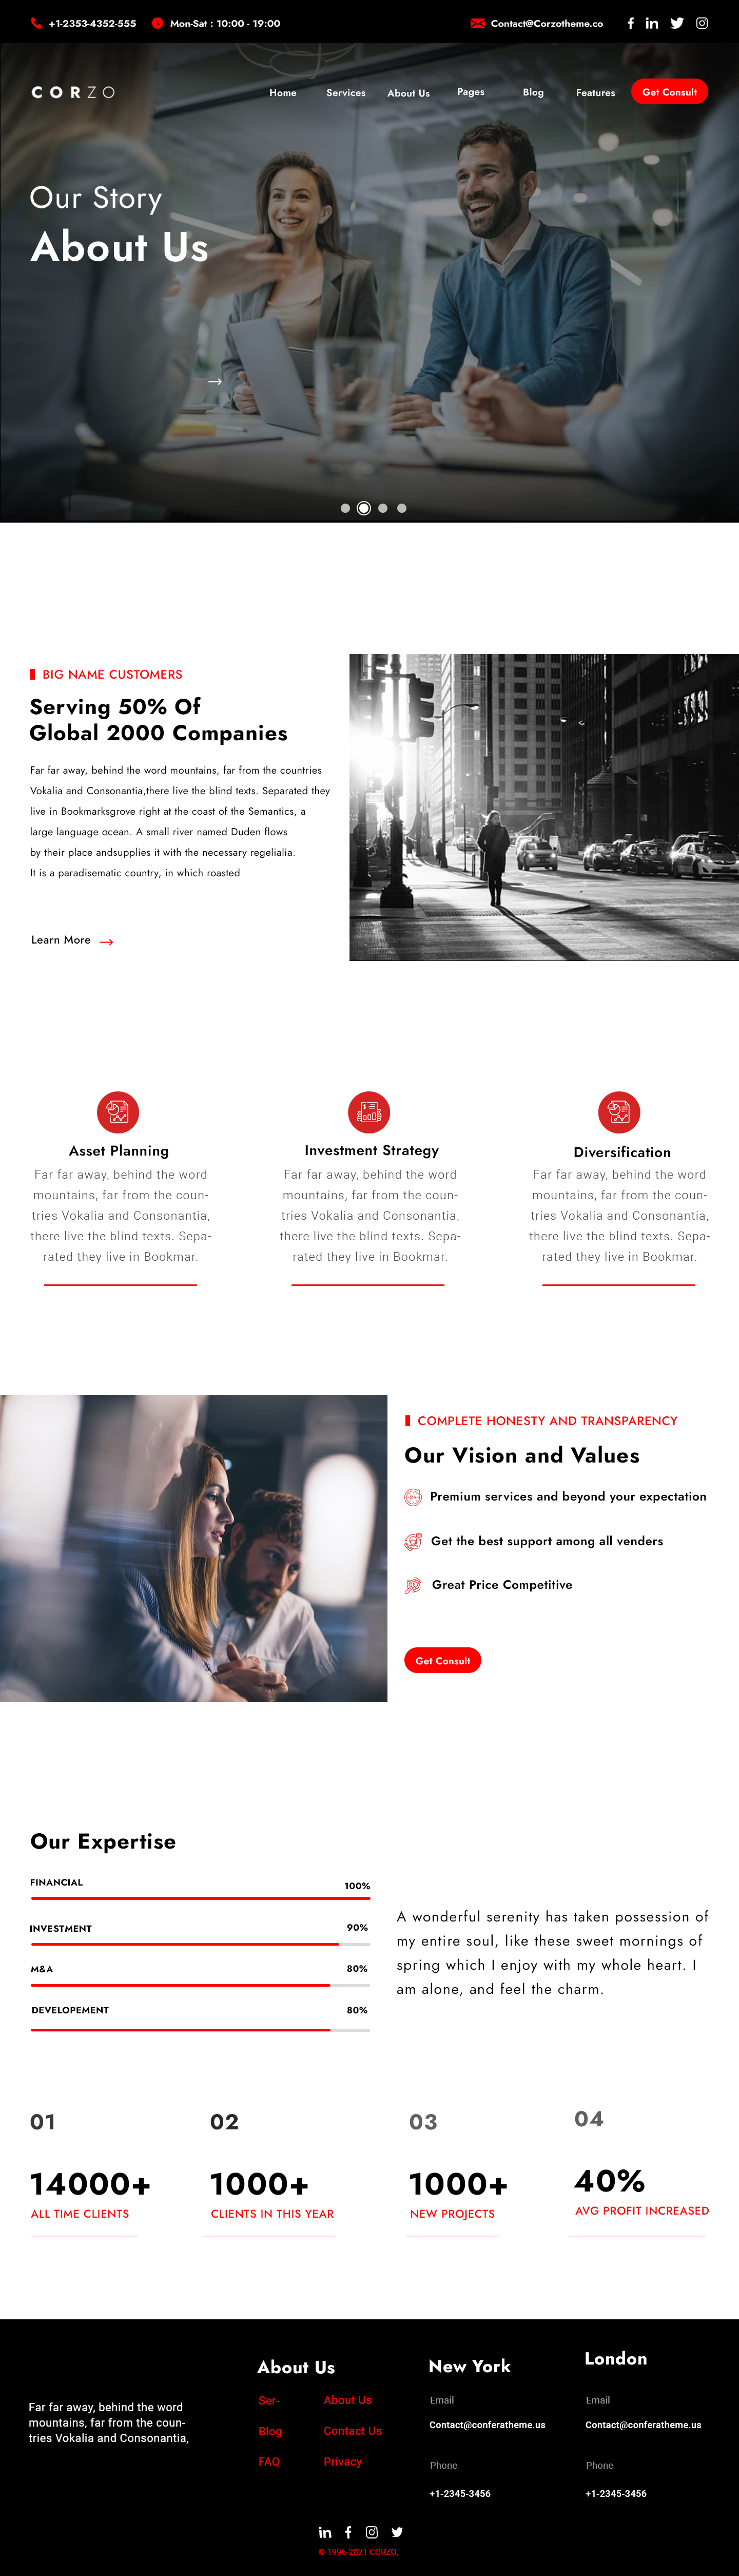 +1-2353-4352-555
Mon-Sat : 10:00 - 19:00
Contact@Corzotheme.co
CORZO
Home
Services
About Us
Pages
Blog
Features
Get Consult
Our Story
About Us
BIG NAME CUSTOMERS
Serving 50% Of
Global 2000 Companies
Far far away, behind the word mountains, far from the countries
Vokalia and Consonantia,there live the blind texts. Separated they
live in Bookmarksgrove right at the coast of the Semantics, a
large language ocean. A small river named Duden flows
by their place andsupplies it with the necessary regelialia.
It is a paradisematic country, in which roasted
Learn More
Asset Planning
Far far away, behind the word
mountains, far from the coun-
tries Vokalia and Consonantia,
there live the blind texts. Sepa-
rated they live in Bookmar.
Investment Strategy
Far far away, behind the word
mountains, far from the coun-
tries Vokalia and Consonantia,
there live the blind texts. Sepa-
rated they live in Bookmar.
Diversification
Far far away, behind the word
mountains, far from the coun-
tries Vokalia and Consonantia,
there live the blind texts. Sepa-
rated they live in Bookmar.
COMPLETE HONESTY AND TRANSPARENCY
Our Vision and Values
Premium services and beyond your expectation
Get the best support among all venders
Great Price Competitive
Get Consult
Our Expertise
FINANCIAL
100%
INVESTMENT
90%
M&A
80%
DEVELOPEMENT
80%
A wonderful serenity has taken possession of
my entire soul, like these sweet mornings of
spring which I enjoy with my whole heart. I
am alone, and feel the charm.
01
14000+
ALL TIME CLIENTS
02
1000+
CLIENTS IN THIS YEAR
03
1000+
NEW PROJECTS
04
40%
AVG PROFIT INCREASED
Far far away, behind the word
mountains, far from the coun-
tries Vokalia and Consonantia,
About Us
Ser-
About Us
Blog
Contact Us
FAQ
Privacy
New York
Email
Contact@conferatheme.us
Phone
+1-2345-3456
London
Email
Contact@conferatheme.us
Phone
+1-2345-3456
© 1996-2021 CORZO,